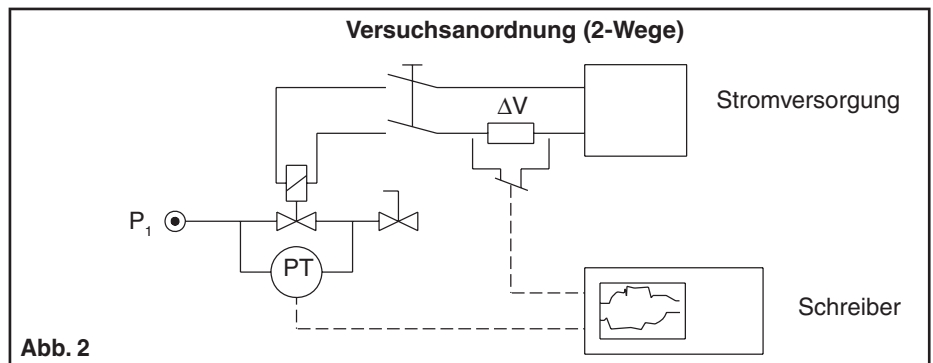 Versuchsanordnung (2-Wege)
ΔV
Stromversorgung
P₁
PT
Schreiber
Abb. 2